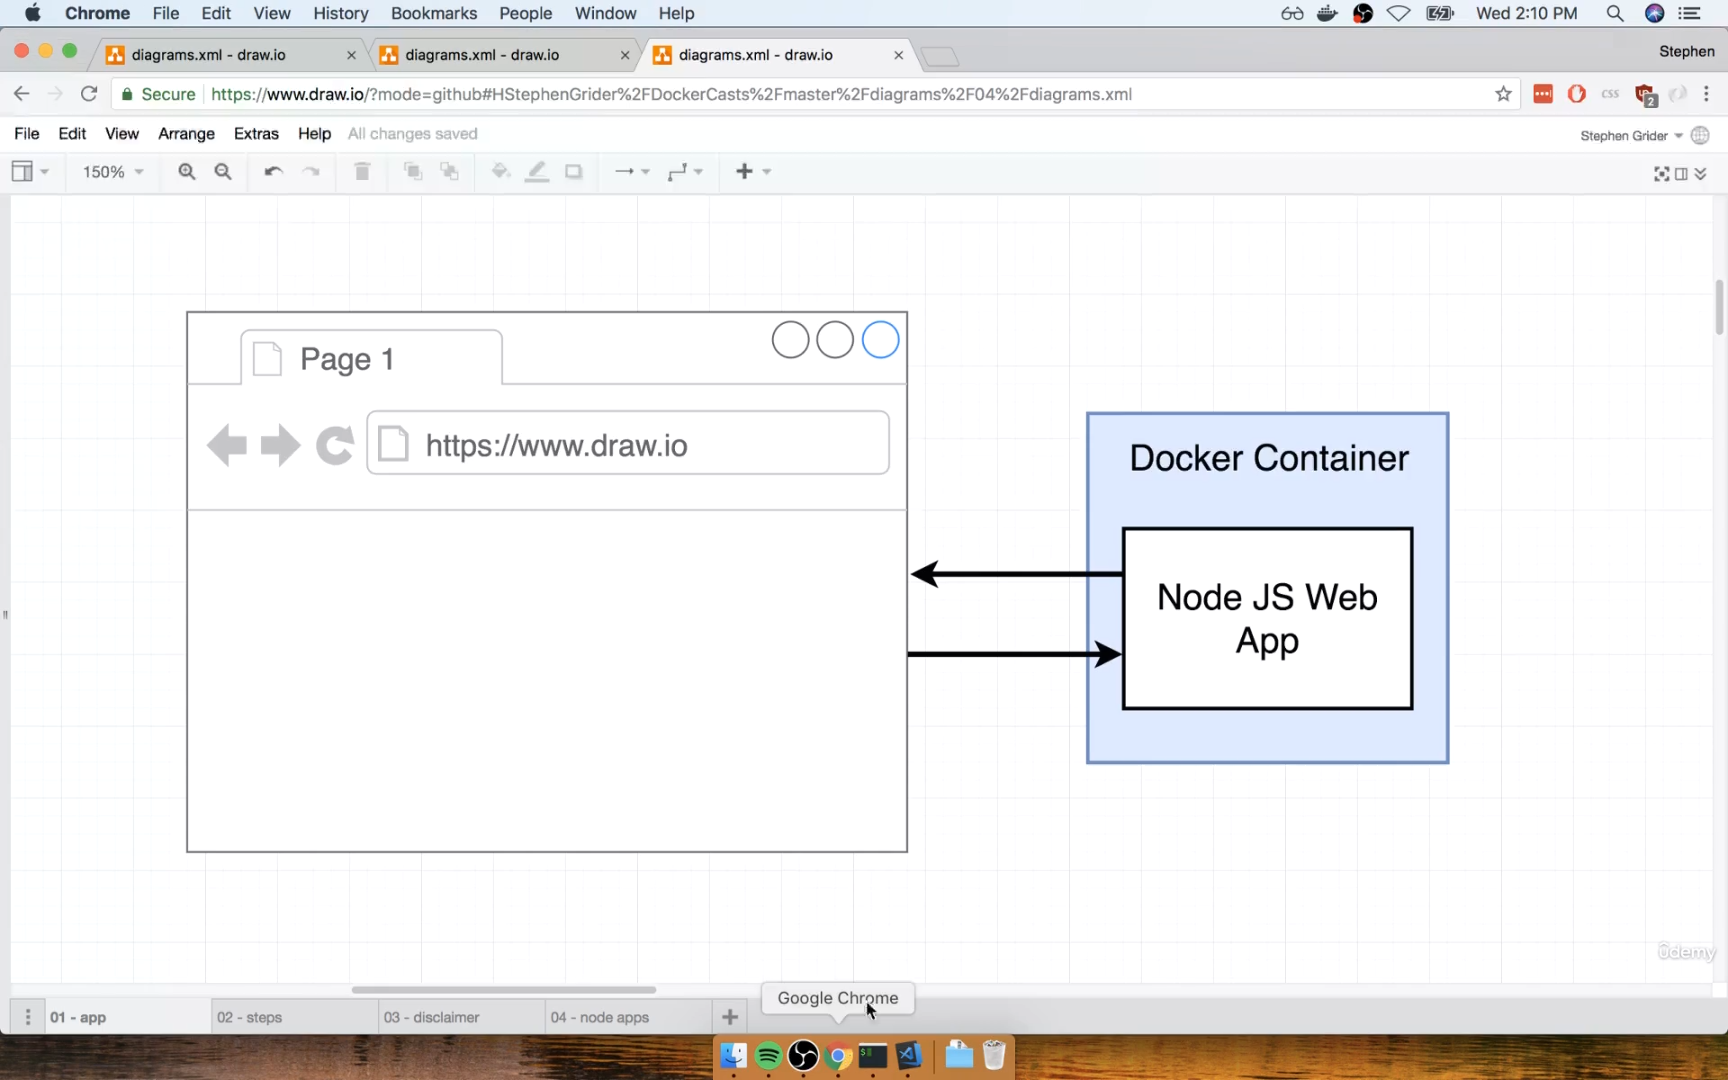 Chrome File Edit View History Bookmarks People Window Help Wed 2:10 PM
diagrams.xml - draw.io diagrams.xml - draw.io diagrams.xml - draw.io Stephen
Secure https://www.draw.io/?mode=github#HStephenGrider%2FDockerCasts%2Fmaster%2Fdiagrams%2F04%2Fdiagrams.xml css 2
File Edit View Arrange Extras Help All changes saved Stephen Grider
150%
Page 1
https://www.draw.io
Docker Container
Node JS Web
App
ûdemy
Google Chrome
01 - app 02 - steps 03 - disclaimer 04 - node apps